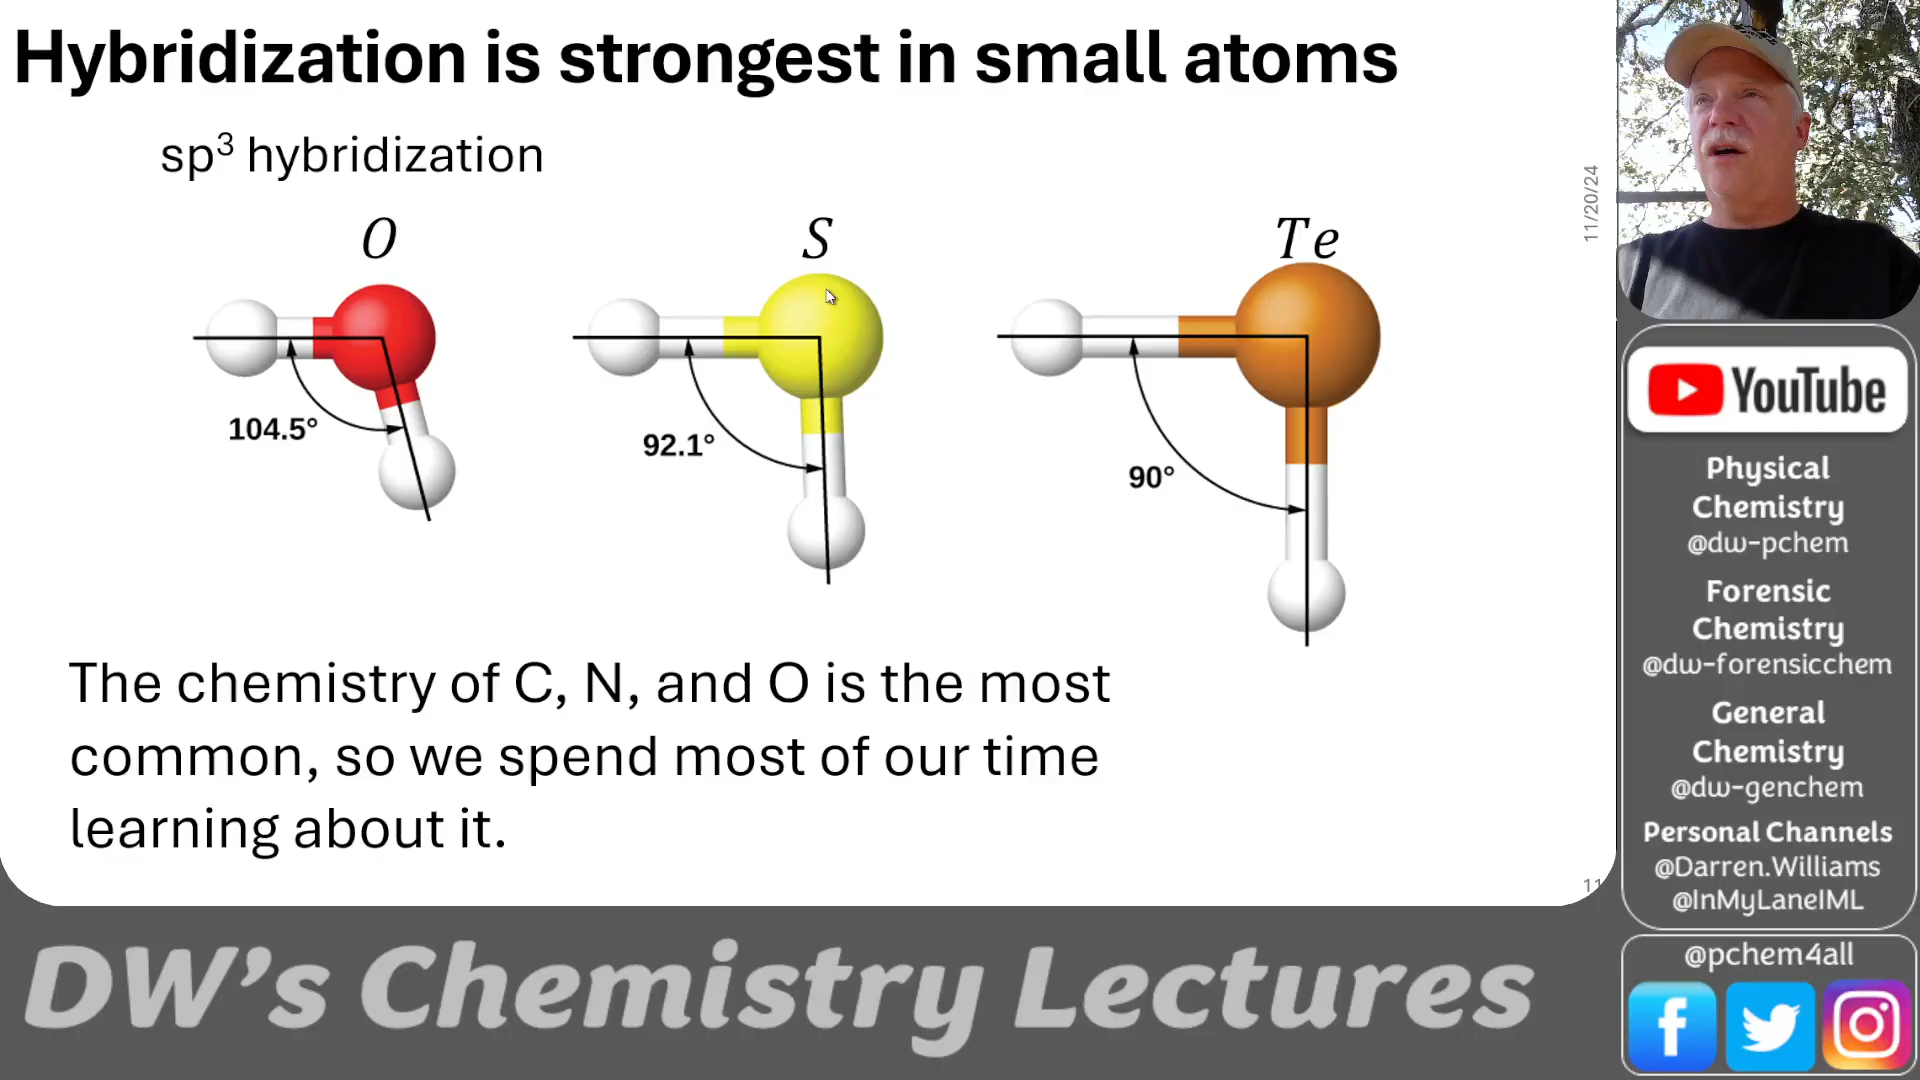 Hybridization is strongest in small atoms
sp³ hybridization
O
S
Te
104.5°
92.1°
90°
The chemistry of C, N, and O is the most
common, so we spend most of our time
learning about it.
11/20/24
11
YouTube
Physical
Chemistry
@dw-pchem
Forensic
Chemistry
@dw-forensicchem
General
Chemistry
@dw-genchem
Personal Channels
@Darren.Williams
@InMyLaneIML
@pchem4all
DW's Chemistry Lectures